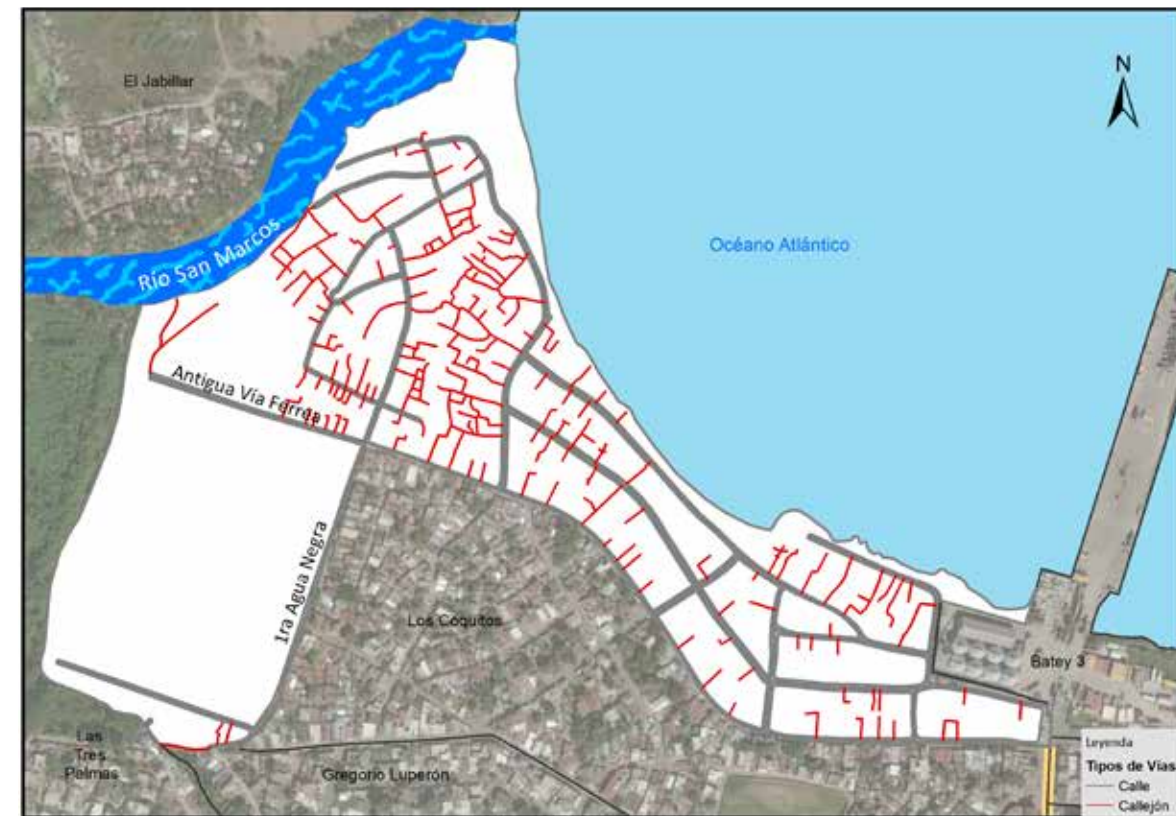 N
El Jabillar
Océano Atlántico
Río San Marcos
Antigua Vía Ferrea
1ra Agua Negra
Los Coquitos
Batey 3
Las
Tres
Palmas
Gregorio Luperón
Leyenda
Tipos de Vías
Calle
Callejón